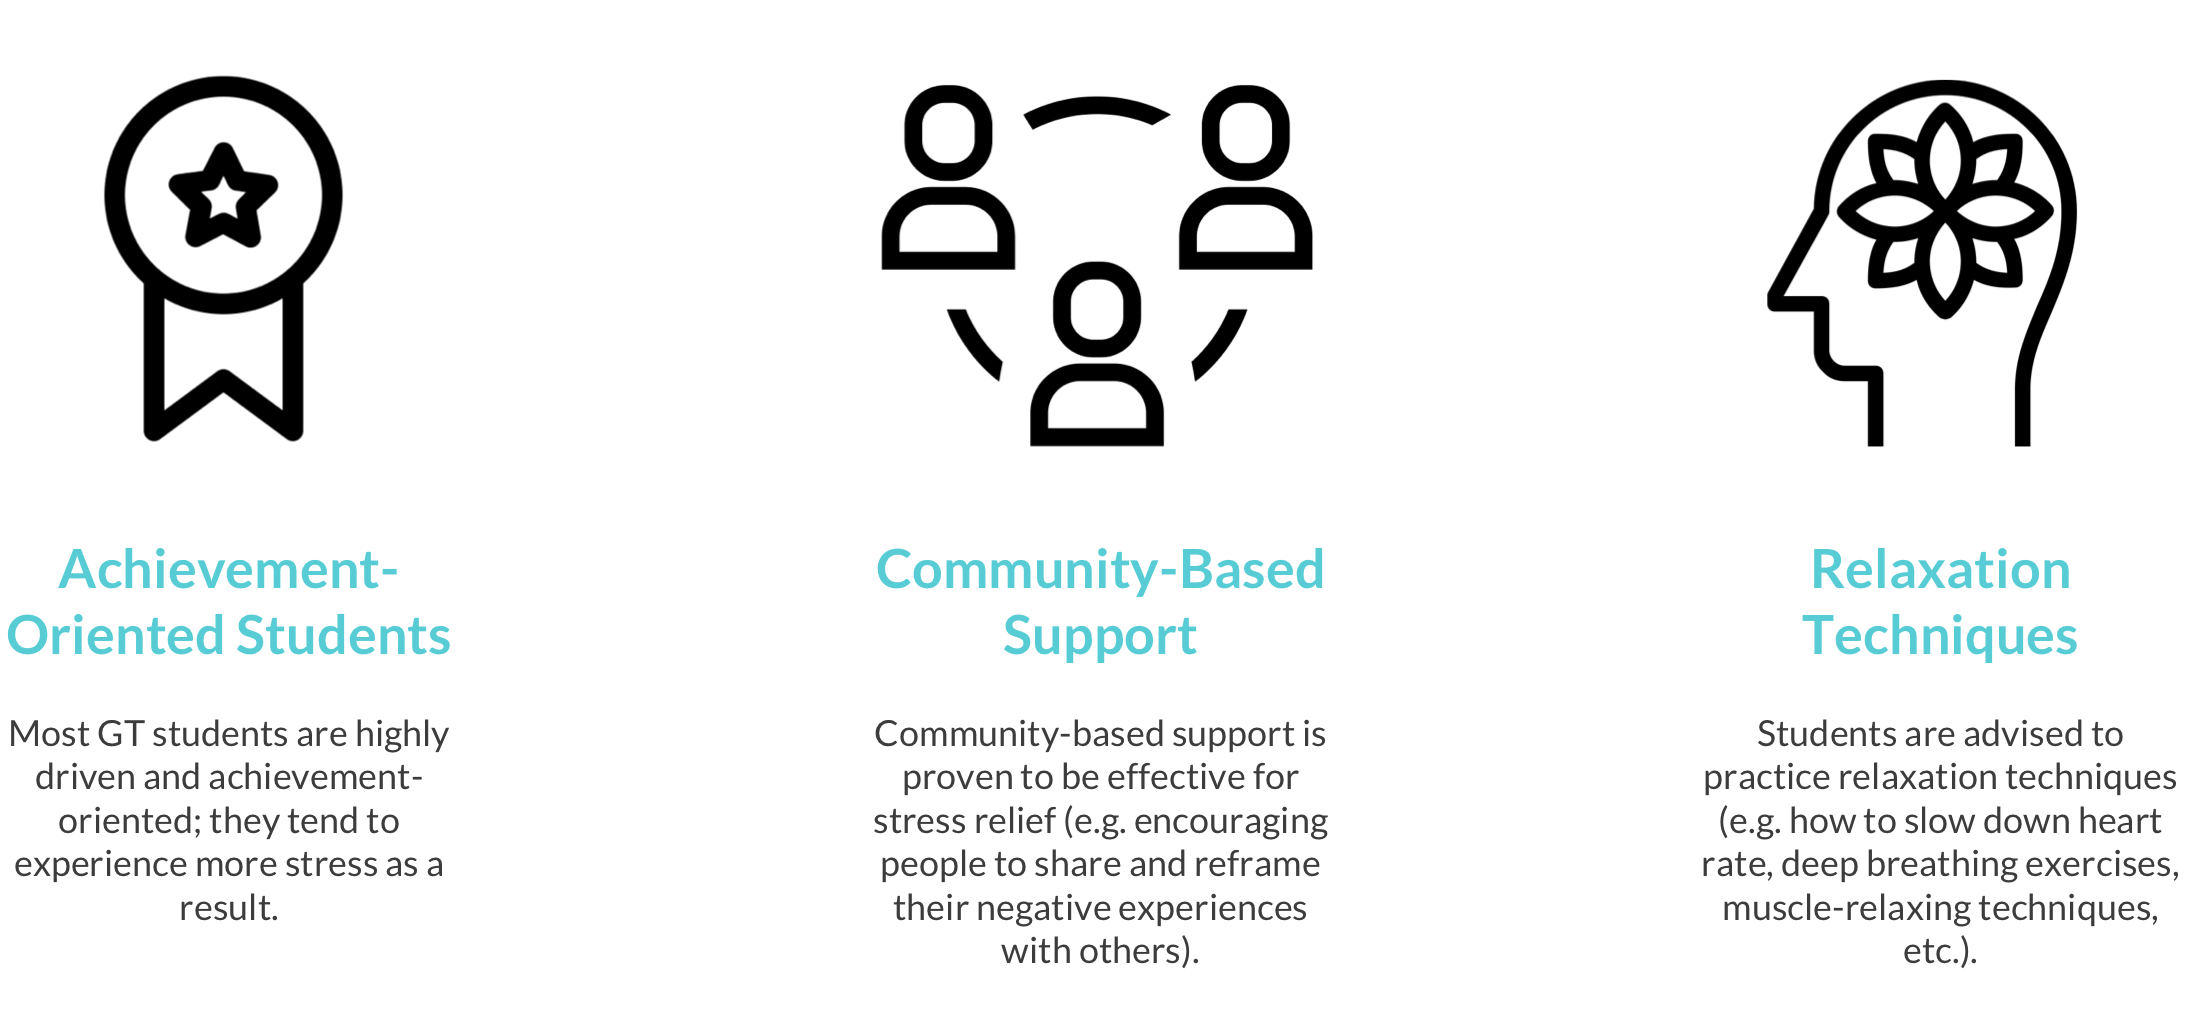 Achievement-
Oriented Students
Most GT students are highly
driven and achievement-
oriented; they tend to
experience more stress as a
result.
Community-Based
Support
Community-based support is
proven to be effective for
stress relief (e.g. encouraging
people to share and reframe
their negative experiences
with others).
Relaxation
Techniques
Students are advised to
practice relaxation techniques
(e.g. how to slow down heart
rate, deep breathing exercises,
muscle-relaxing techniques,
etc.).